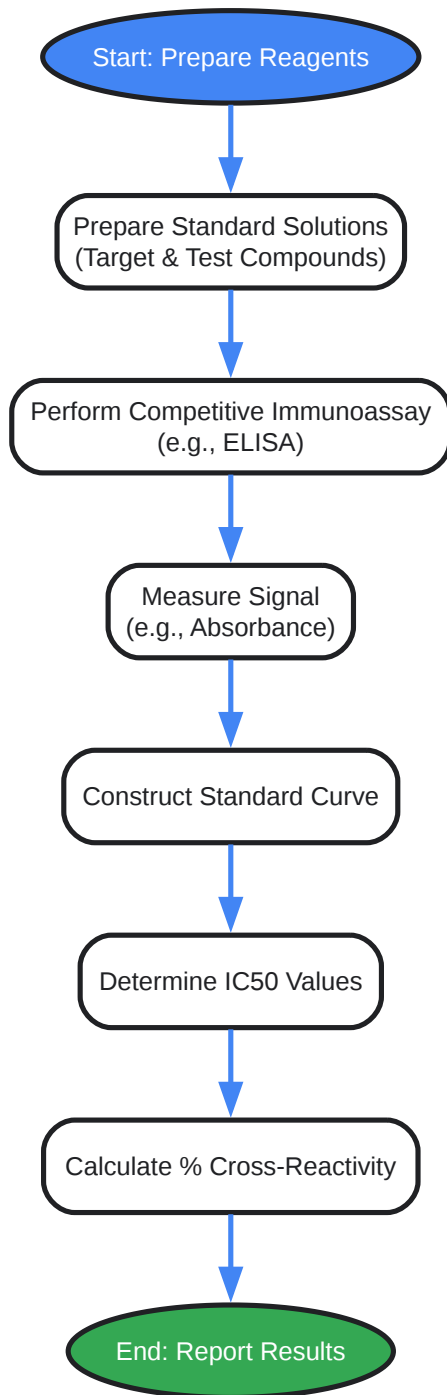 Start: Prepare Reagents
Prepare Standard Solutions
(Target & Test Compounds)
Perform Competitive Immunoassay
(e.g., ELISA)
Measure Signal
(e.g., Absorbance)
Construct Standard Curve
Determine IC50 Values
Calculate % Cross-Reactivity
End: Report Results